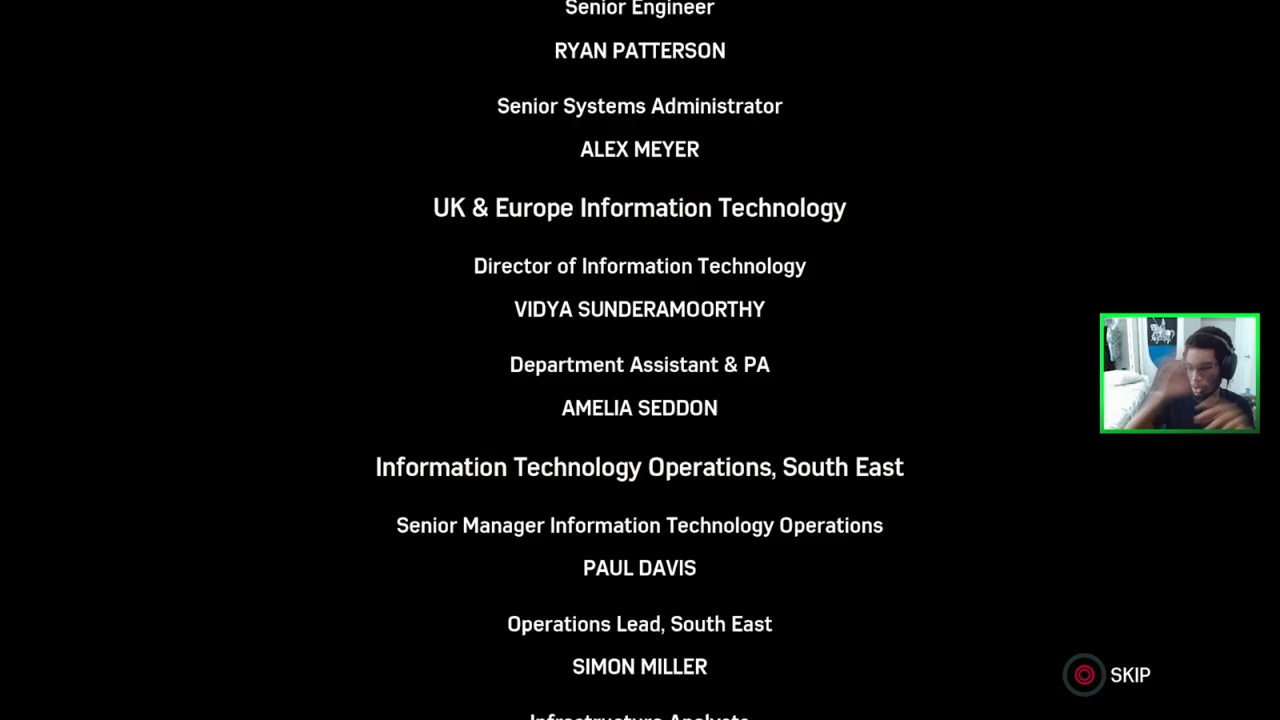 Senior Engineer
RYAN PATTERSON
Senior Systems Administrator
ALEX MEYER
UK & Europe Information Technology
Director of Information Technology
VIDYA SUNDERAMOORTHY
Department Assistant & PA
AMELIA SEDDON
Information Technology Operations, South East
Senior Manager Information Technology Operations
PAUL DAVIS
Operations Lead, South East
SIMON MILLER
Infrastructure Analysts
SKIP